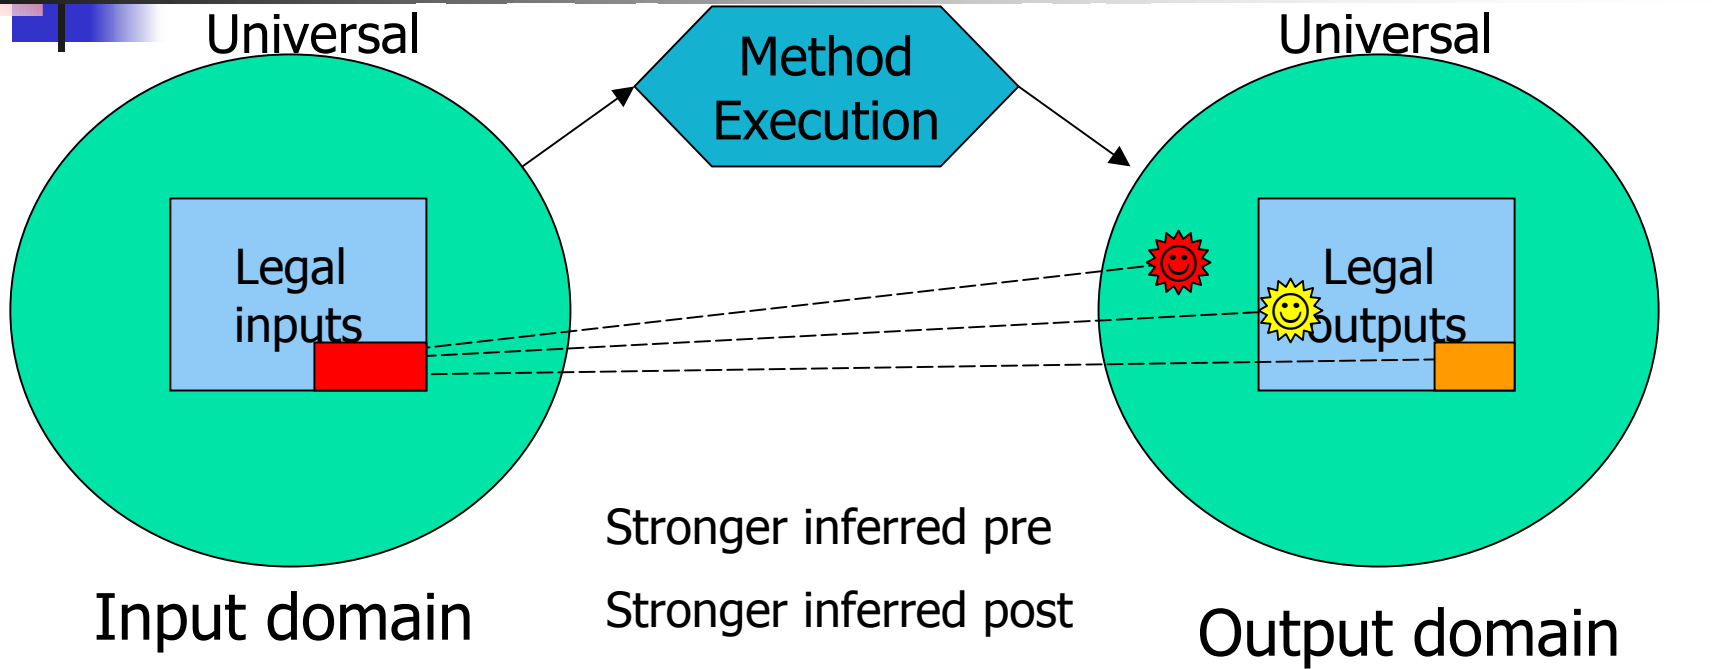 Universal
Method
Execution
Universal
Legal
inputs
Legal
outputs
Stronger inferred pre
Stronger inferred post
Input domain
Output domain